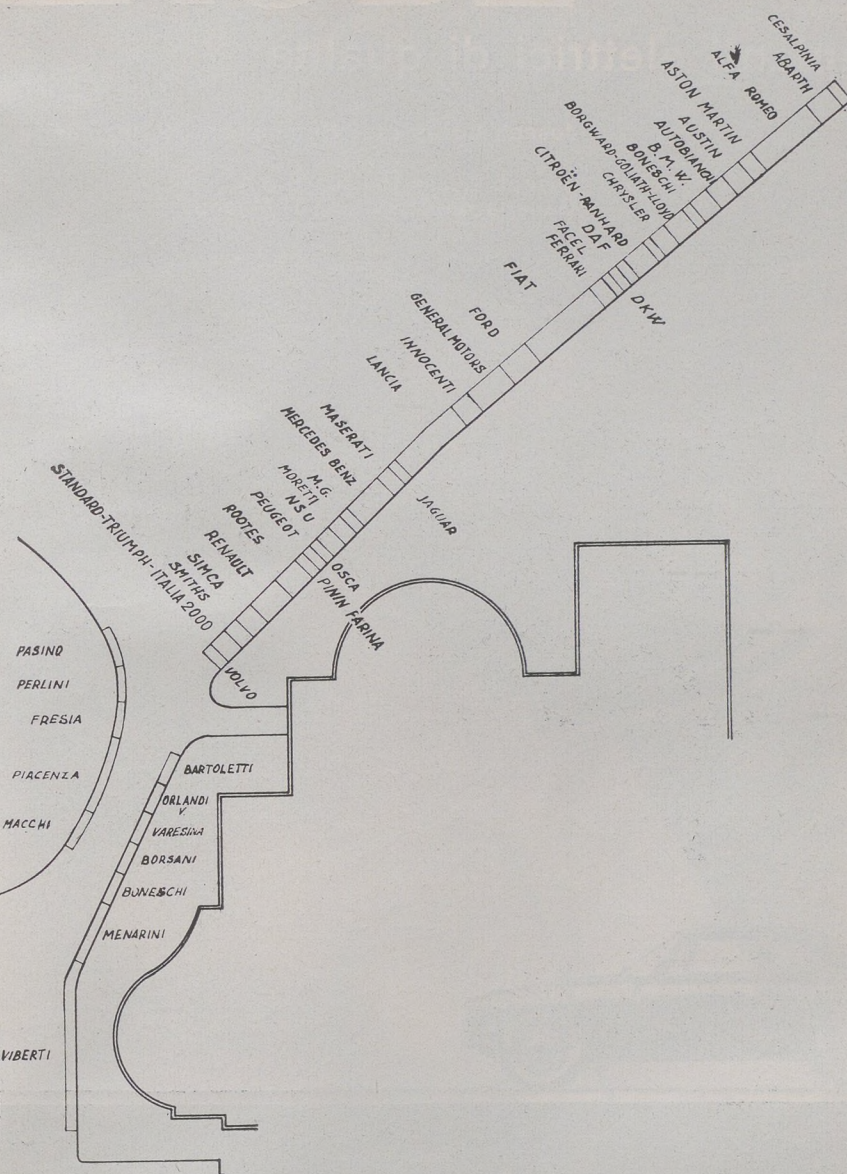 CESALPINIA
ABARTH
ALFA ROMEO
ASTON MARTIN
AUSTIN
AUTOBIANCHI
B.M.W.
BONESCHI
BORGWARD-GOLIATH-LLOYD
CHRYSLER
CITROËN-PANHARD
DAF
FACEL
FERRARI
DKW
FIAT
FORD
GENERAL MOTORS
INNOCENTI
LANCIA
JAGUAR
MASERATI
MERCEDES BENZ
M.G.
MORETTI
NSU
PEUGEOT
OSCA
PININ FARINA
ROOTES
RENAULT
SIMCA
SMITHS
STANDARD-TRIUMPH-ITALIA 2000
VOLVO
PASINO
PERLINI
FRESIA
PIACENZA
MACCHI
BARTOLETTI
ORLANDI
V
VARESINA
BORSANI
BONESCHI
MENARINI
VIBERTI